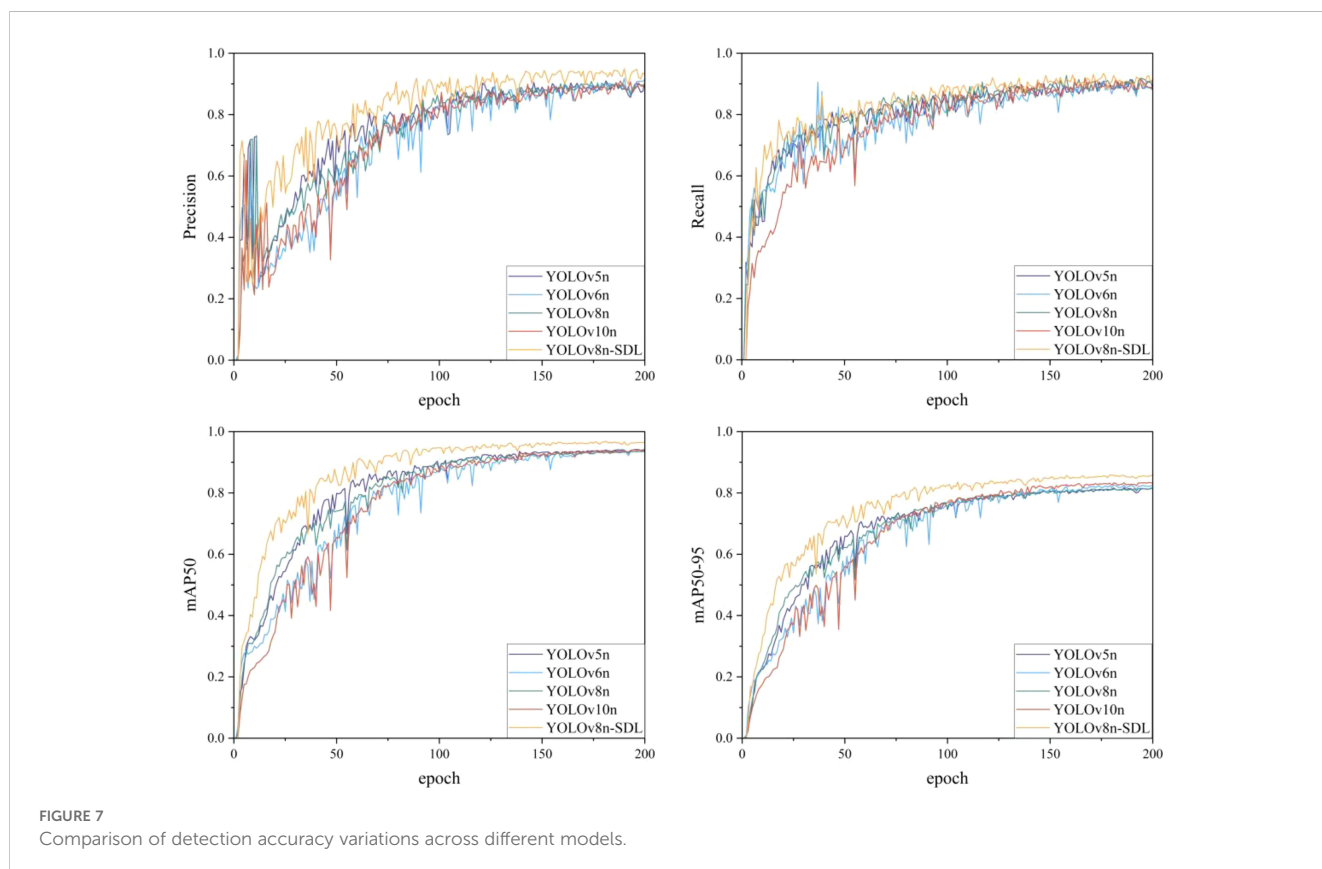 1.0
0.8
0.6
0.4
0.2
0.0
Precision
0
50
100
150
200
epoch
YOLOv5n
YOLOv6n
YOLOv8n
YOLOv10n
YOLOv8n-SDL
1.0
0.8
0.6
0.4
0.2
0.0
Recall
0
50
100
150
200
epoch
YOLOv5n
YOLOv6n
YOLOv8n
YOLOv10n
YOLOv8n-SDL
1.0
0.8
0.6
0.4
0.2
0.0
mAP50
0
50
100
150
200
epoch
YOLOv5n
YOLOv6n
YOLOv8n
YOLOv10n
YOLOv8n-SDL
1.0
0.8
0.6
0.4
0.2
0.0
mAP50-95
0
50
100
150
200
epoch
YOLOv5n
YOLOv6n
YOLOv8n
YOLOv10n
YOLOv8n-SDL
FIGURE 7
Comparison of detection accuracy variations across different models.